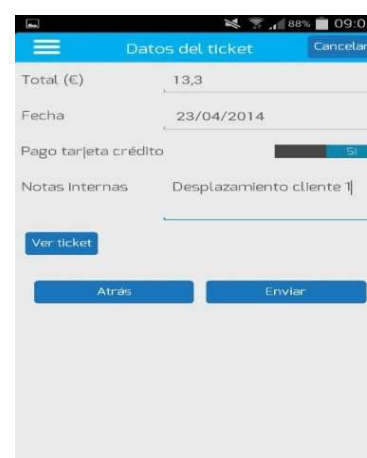 88% 09:0
Datos del ticket Cancelar
Total (€) 13,3
Fecha 23/04/2014
Pago tarjeta crédito SI
Notas Internas Desplazamiento cliente 1
Ver ticket
Atrás Enviar